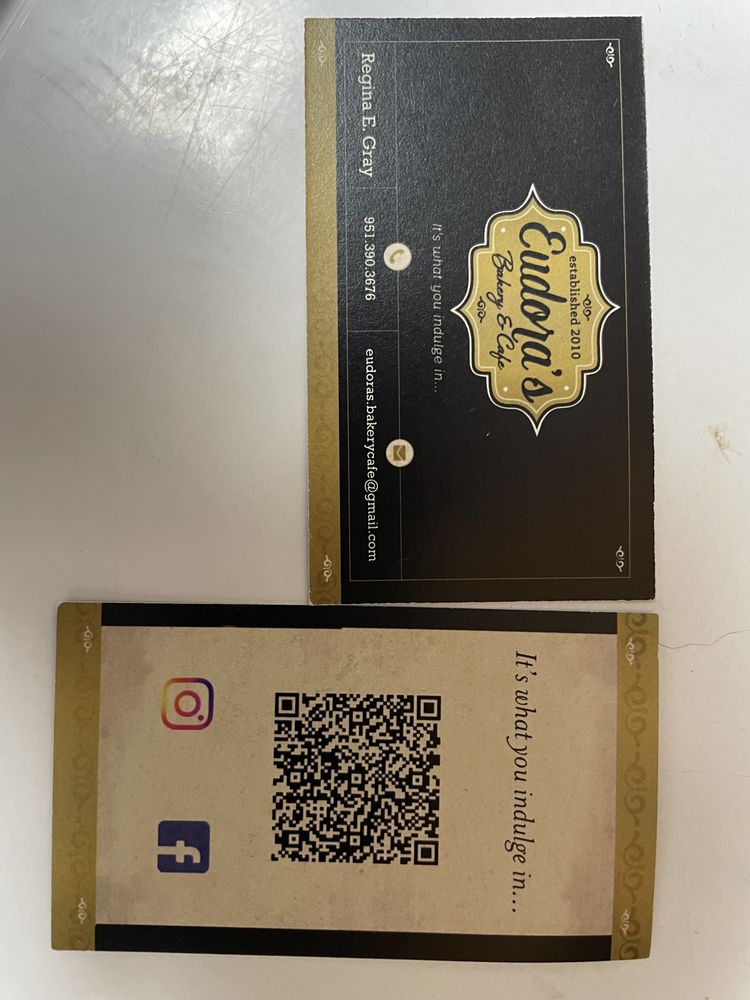 established 2010
Eudora's
Bakery & Cafe
It's what you indulge in...
Regina E. Gray
951.390.3676
eudoras.bakerycafe@gmail.com
It's what you indulge in...